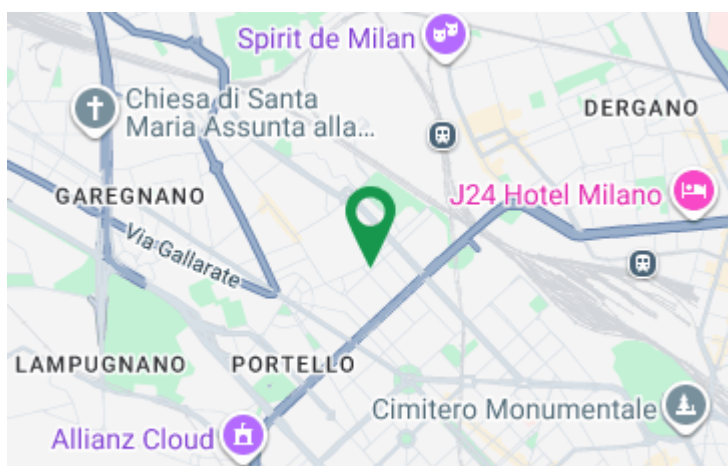 Spirit de Milan
Chiesa di Santa
Maria Assunta alla...
DERGANO
GAREGNANO
J24 Hotel Milano
Via Gallarate
LAMPUGNANO
PORTELLO
Cimitero Monumentale
Allianz Cloud